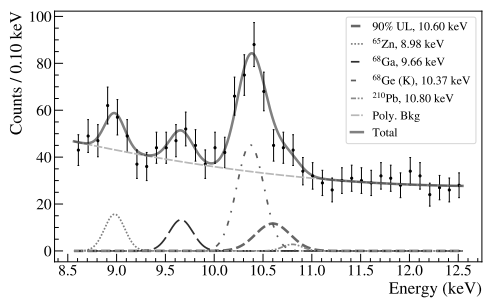 Counts / 0.10 keV
100
80
60
40
20
0
90% UL, 10.60 keV
⁶⁵Zn, 8.98 keV
⁶⁸Ga, 9.66 keV
⁶⁸Ge (K), 10.37 keV
²¹⁰Pb, 10.80 keV
Poly. Bkg
Total
8.5 9.0 9.5 10.0 10.5 11.0 11.5 12.0 12.5
Energy (keV)